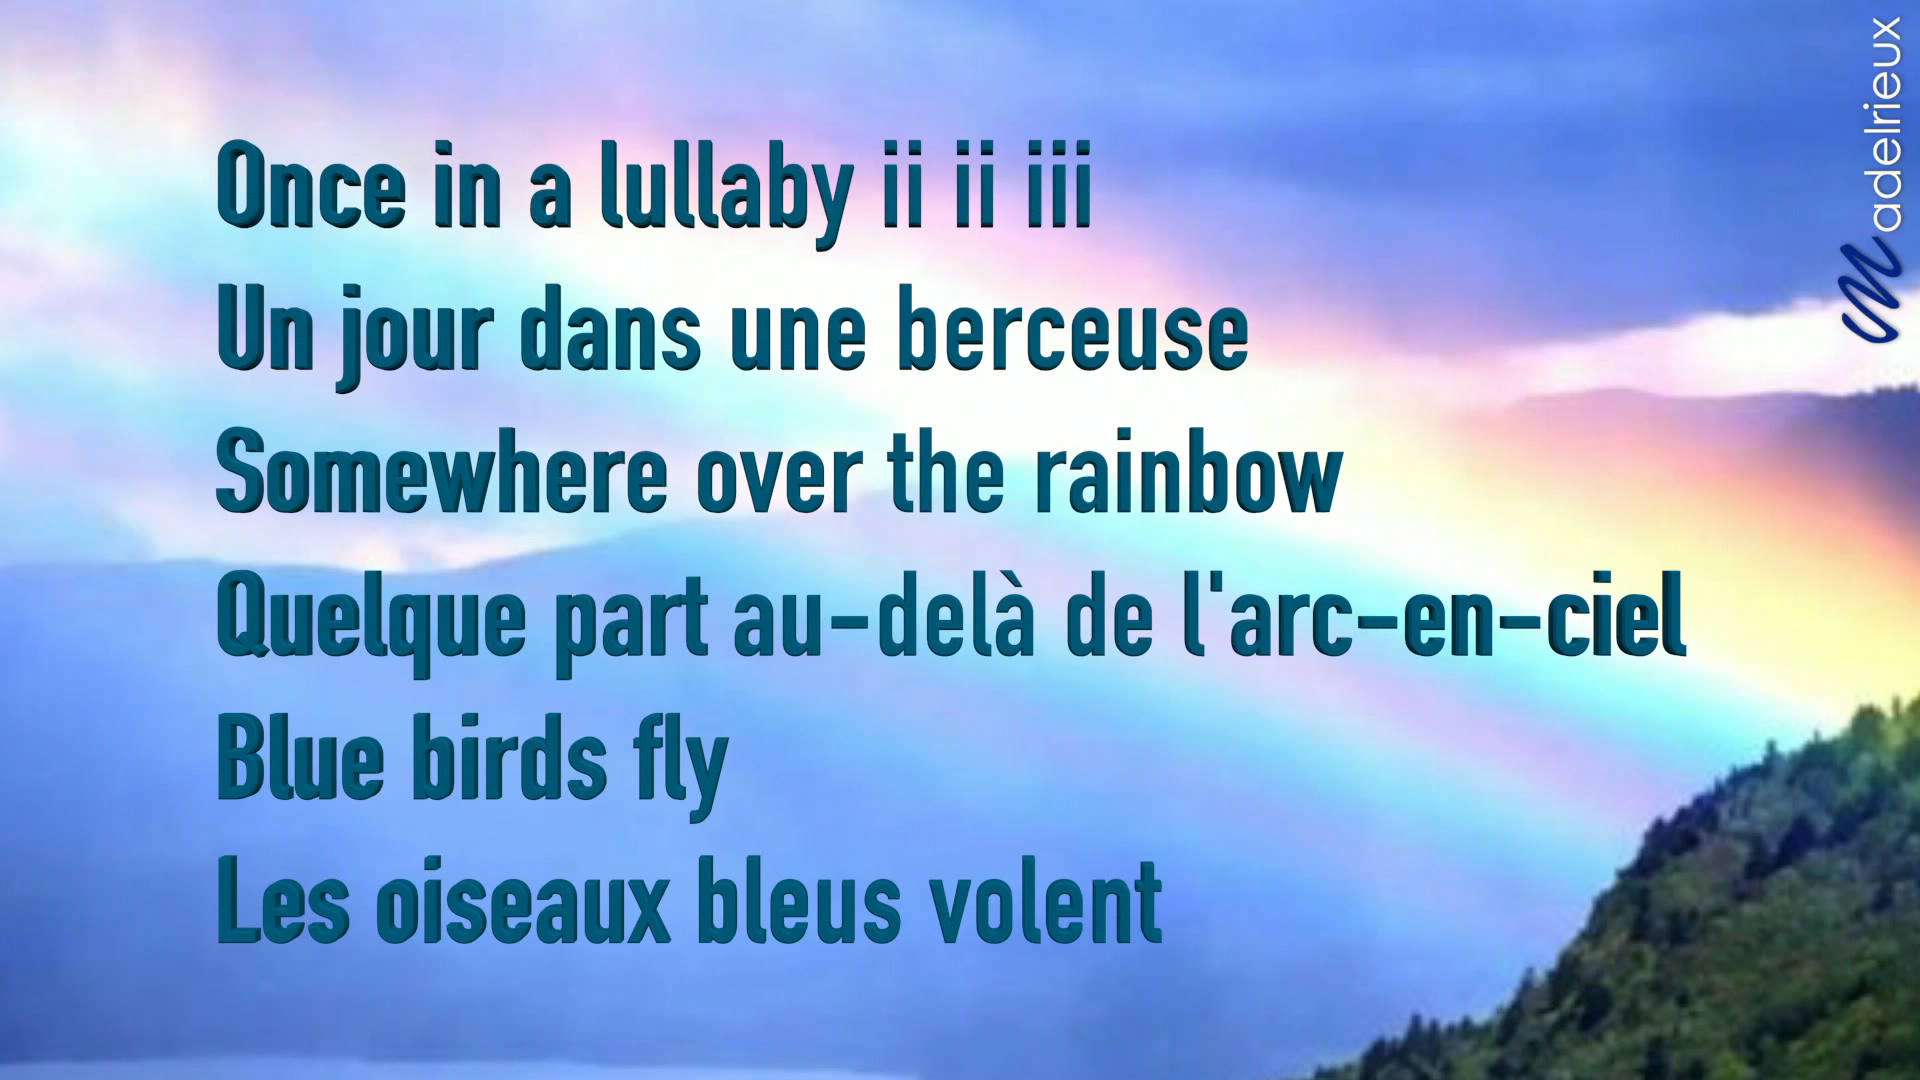 Once in a lullaby ii ii iii
Un jour dans une berceuse
Somewhere over the rainbow
Quelque part au-delà de l'arc-en-ciel
Blue birds fly
Les oiseaux bleus volent
Madelrieux